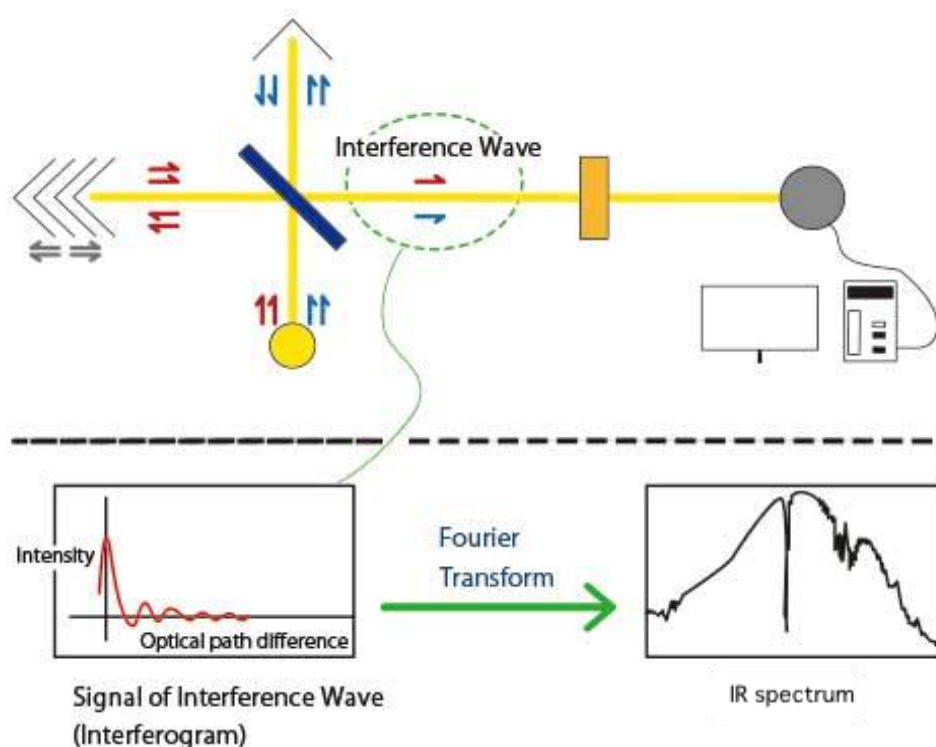 Interference Wave
Intensity
Optical path difference
Fourier
Transform
Signal of Interference Wave
(Interferogram)
IR spectrum